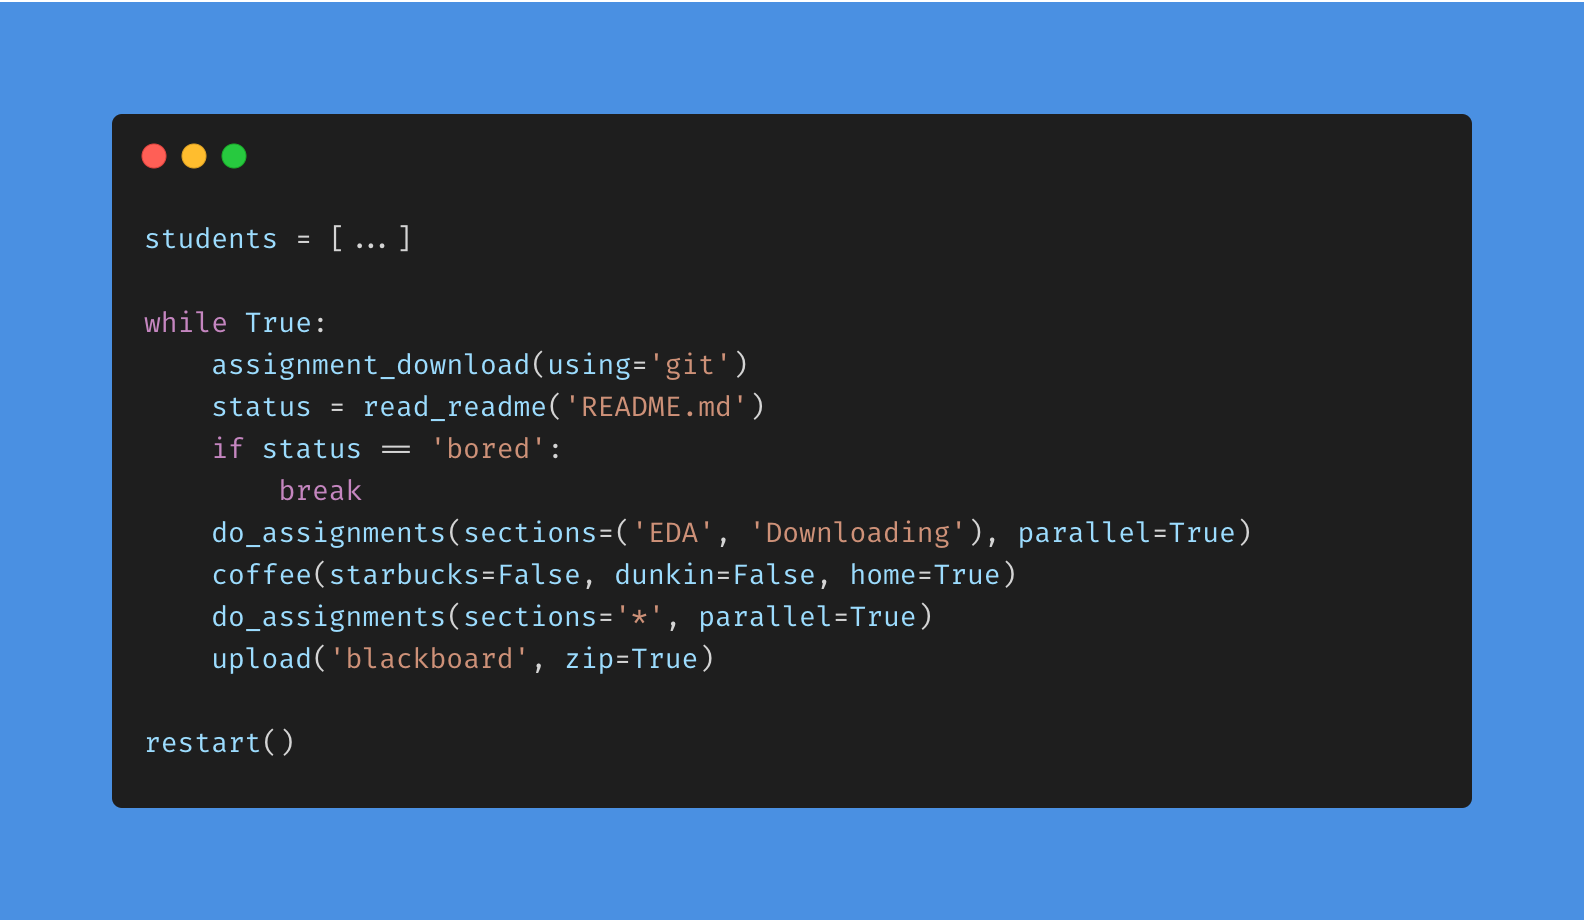 students = [...]
while True:
    assignment_download(using='git')
    status = read_readme('README.md')
    if status == 'bored':
        break
    do_assignments(sections=('EDA', 'Downloading'), parallel=True)
    coffee(starbucks=False, dunkin=False, home=True)
    do_assignments(sections='*', parallel=True)
    upload('blackboard', zip=True)
restart()